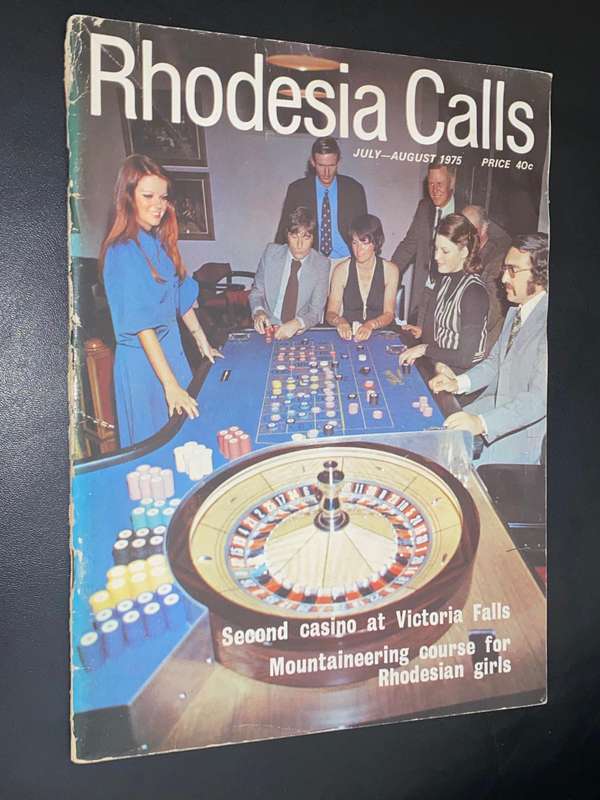 Rhodesia Calls
JULY—AUGUST 1975 PRICE 40c
Second casino at Victoria Falls
Mountaineering course for
Rhodesian girls